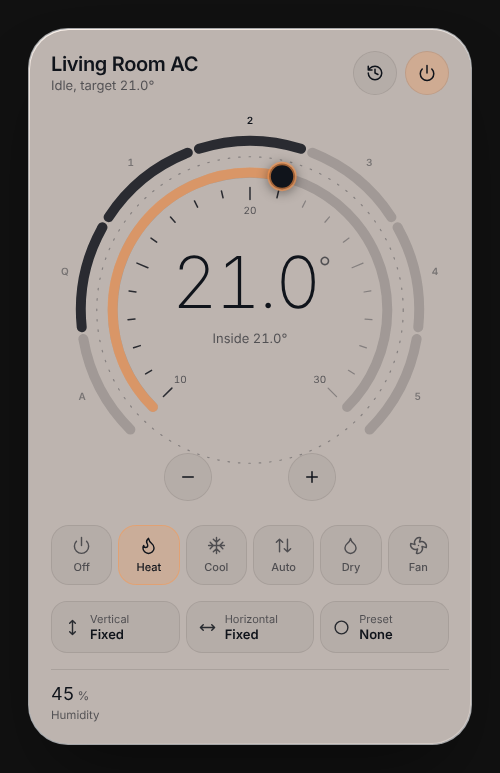 Living Room AC
Idle, target 21.0°
2
1
3
20
Q
4
21.0°
Inside 21.0°
10
30
A
5
Off
Heat
Cool
Auto
Dry
Fan
Vertical
Fixed
Horizontal
Fixed
Preset
None
45 %
Humidity